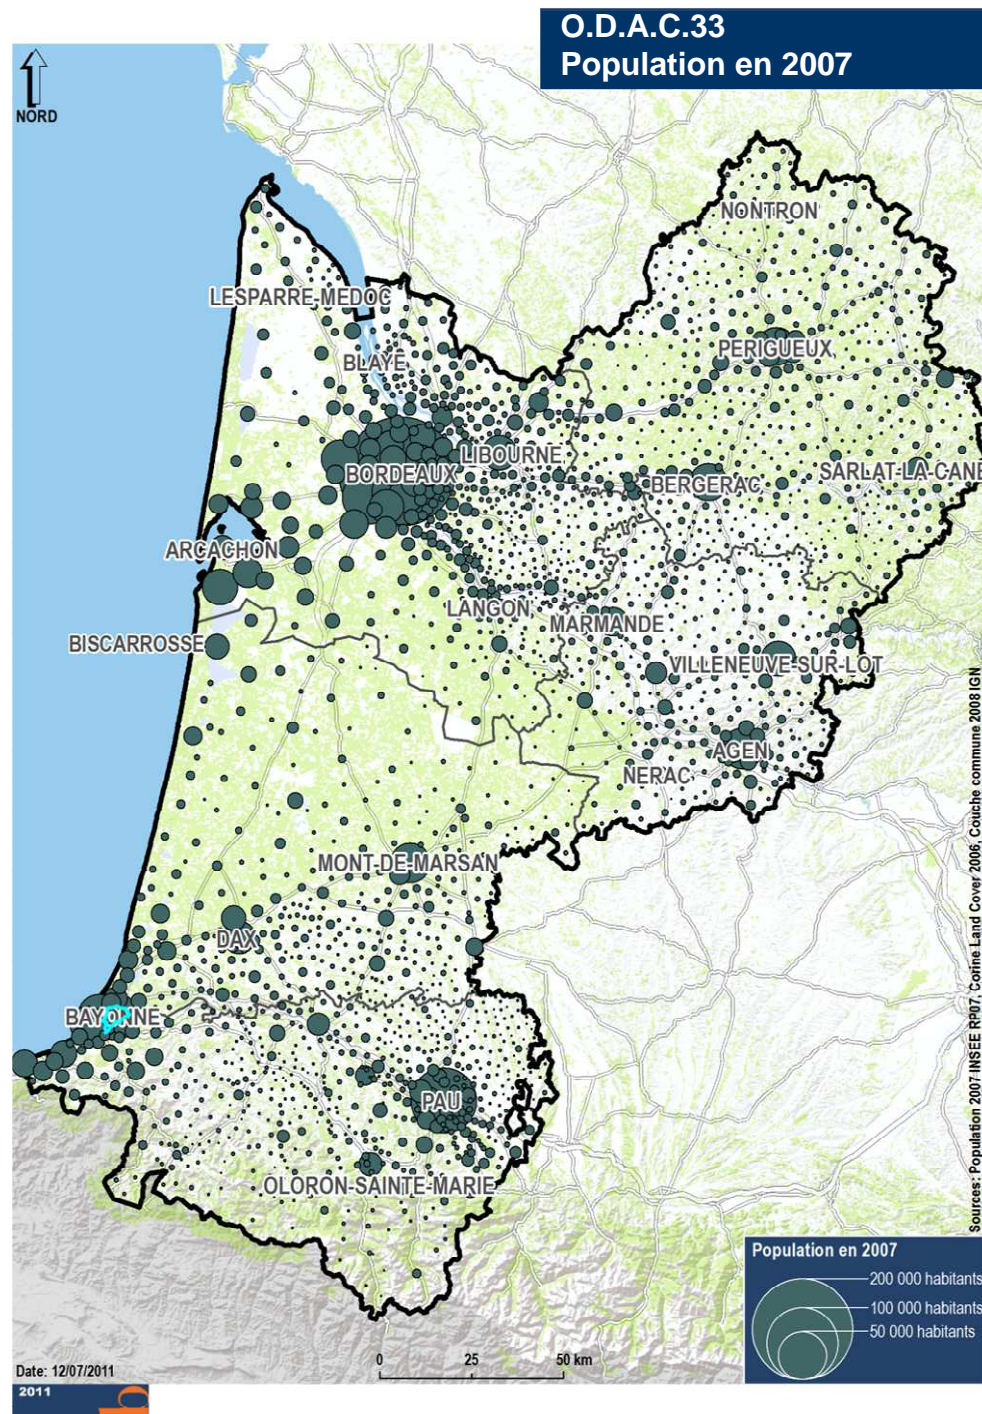 O.D.A.C.33
Population en 2007
NORD
NONTRON
LESPARRE-MEDOC
PERIGUEUX
BLAYE
LIBOURNE
BORDEAUX
BERGERAC
SARLAT-LA-CANE
ARCACHON
LANGON
MARMANDE
BISCARROSSE
VILLENEUVE-SUR-LOT
AGEN
NERAC
MONT-DE-MARSAN
DAX
BAYONNE
PAU
OLORON-SAINTE-MARIE
Sources: Population 2007 INSEE RP07, Corine Land Cover 2006, Couche commune 2008 IGN
Population en 2007
200 000 habitants
100 000 habitants
50 000 habitants
0 25 50 km
Date: 12/07/2011
2011